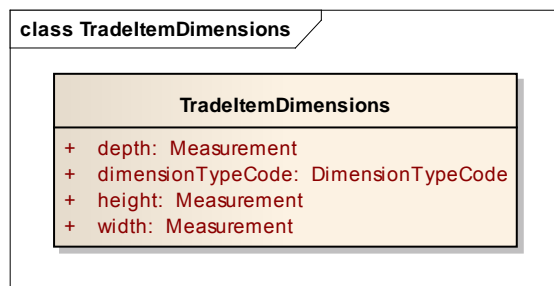 class TradeItemDimensions
TradeItemDimensions
+ depth: Measurement
+ dimensionTypeCode: DimensionTypeCode
+ height: Measurement
+ width: Measurement